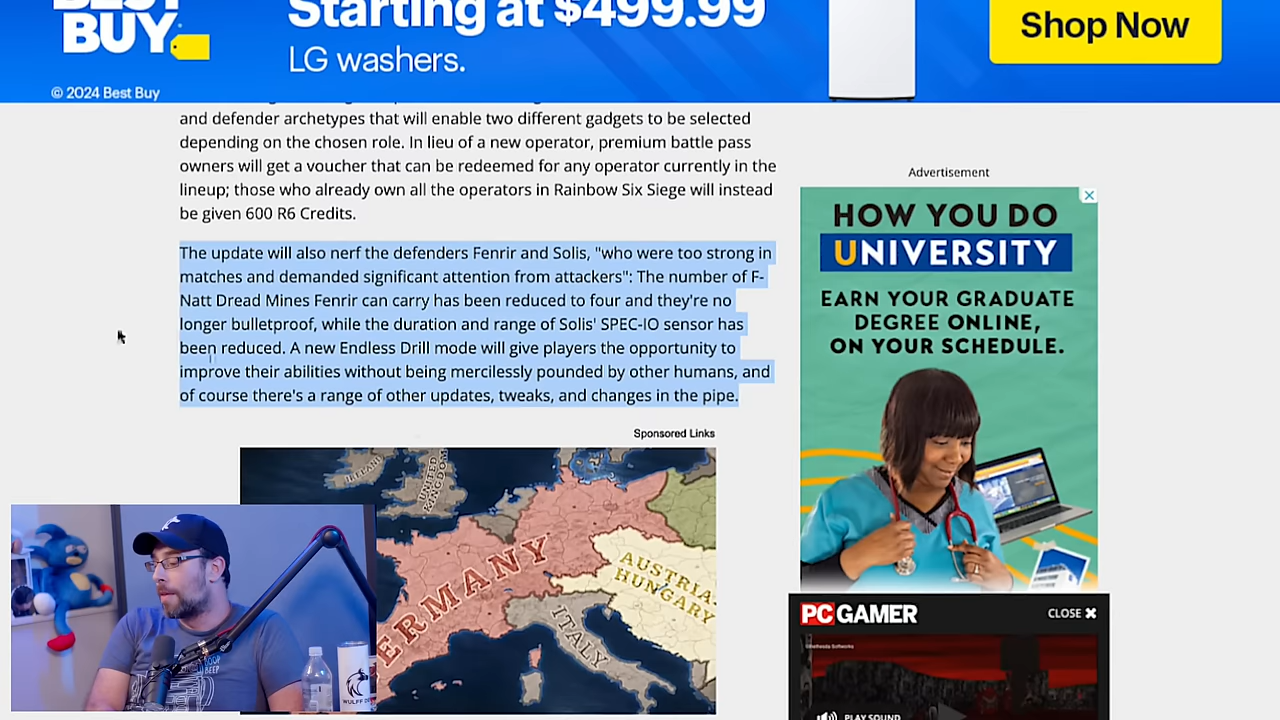 BEST
BUY
Starting at $499.99
LG washers.
Shop Now
© 2024 Best Buy
and defender archetypes that will enable two different gadgets to be selected
depending on the chosen role. In lieu of a new operator, premium battle pass
owners will get a voucher that can be redeemed for any operator currently in the
lineup; those who already own all the operators in Rainbow Six Siege will instead
be given 600 R6 Credits.
The update will also nerf the defenders Fenrir and Solis, "who were too strong in
matches and demanded significant attention from attackers": The number of F-
Natt Dread Mines Fenrir can carry has been reduced to four and they're no
longer bulletproof, while the duration and range of Solis' SPEC-IO sensor has
been reduced. A new Endless Drill mode will give players the opportunity to
improve their abilities without being mercilessly pounded by other humans, and
of course there's a range of other updates, tweaks, and changes in the pipe.
Sponsored Links
IRELAND
UNITED
KINGDOM
GERMANY
AUSTRIA
HUNGARY
ITALY
Advertisement
HOW YOU DO
UNIVERSITY
EARN YOUR GRADUATE
DEGREE ONLINE,
ON YOUR SCHEDULE.
PC GAMER
CLOSE
Bethesda Softworks
PLAY SOUND
BEEP
WULFF